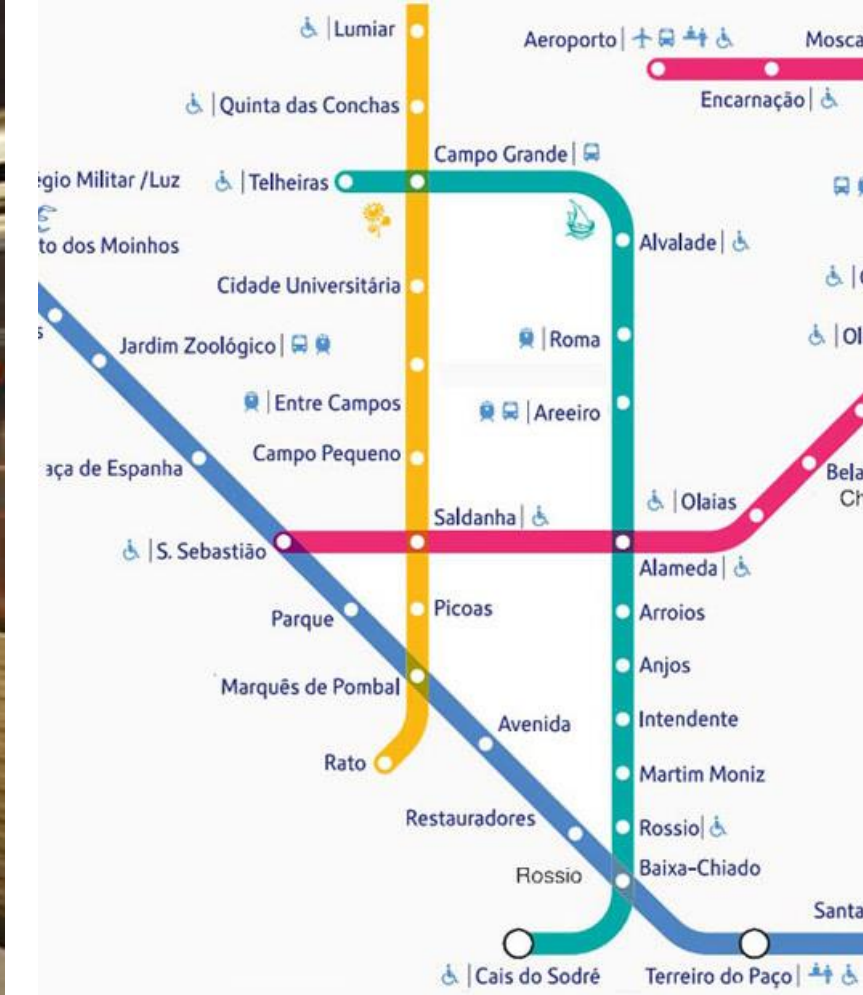 Lumiar
Aeroporto
Mosca
Quinta das Conchas
Encarnação
Campo Grande
égio Militar /Luz
Telheiras
to dos Moinhos
Alvalade
Cidade Universitária
s
Jardim Zoológico
Roma
Ol
Entre Campos
Areeiro
Campo Pequeno
aça de Espanha
Bela
Ch
Olaias
Saldanha
S. Sebastião
Alameda
Parque
Picoas
Arroios
Anjos
Marquês de Pombal
Avenida
Intendente
Rato
Martim Moniz
Restauradores
Rossio
Rossio
Baixa-Chiado
Santa
Cais do Sodré
Terreiro do Paço